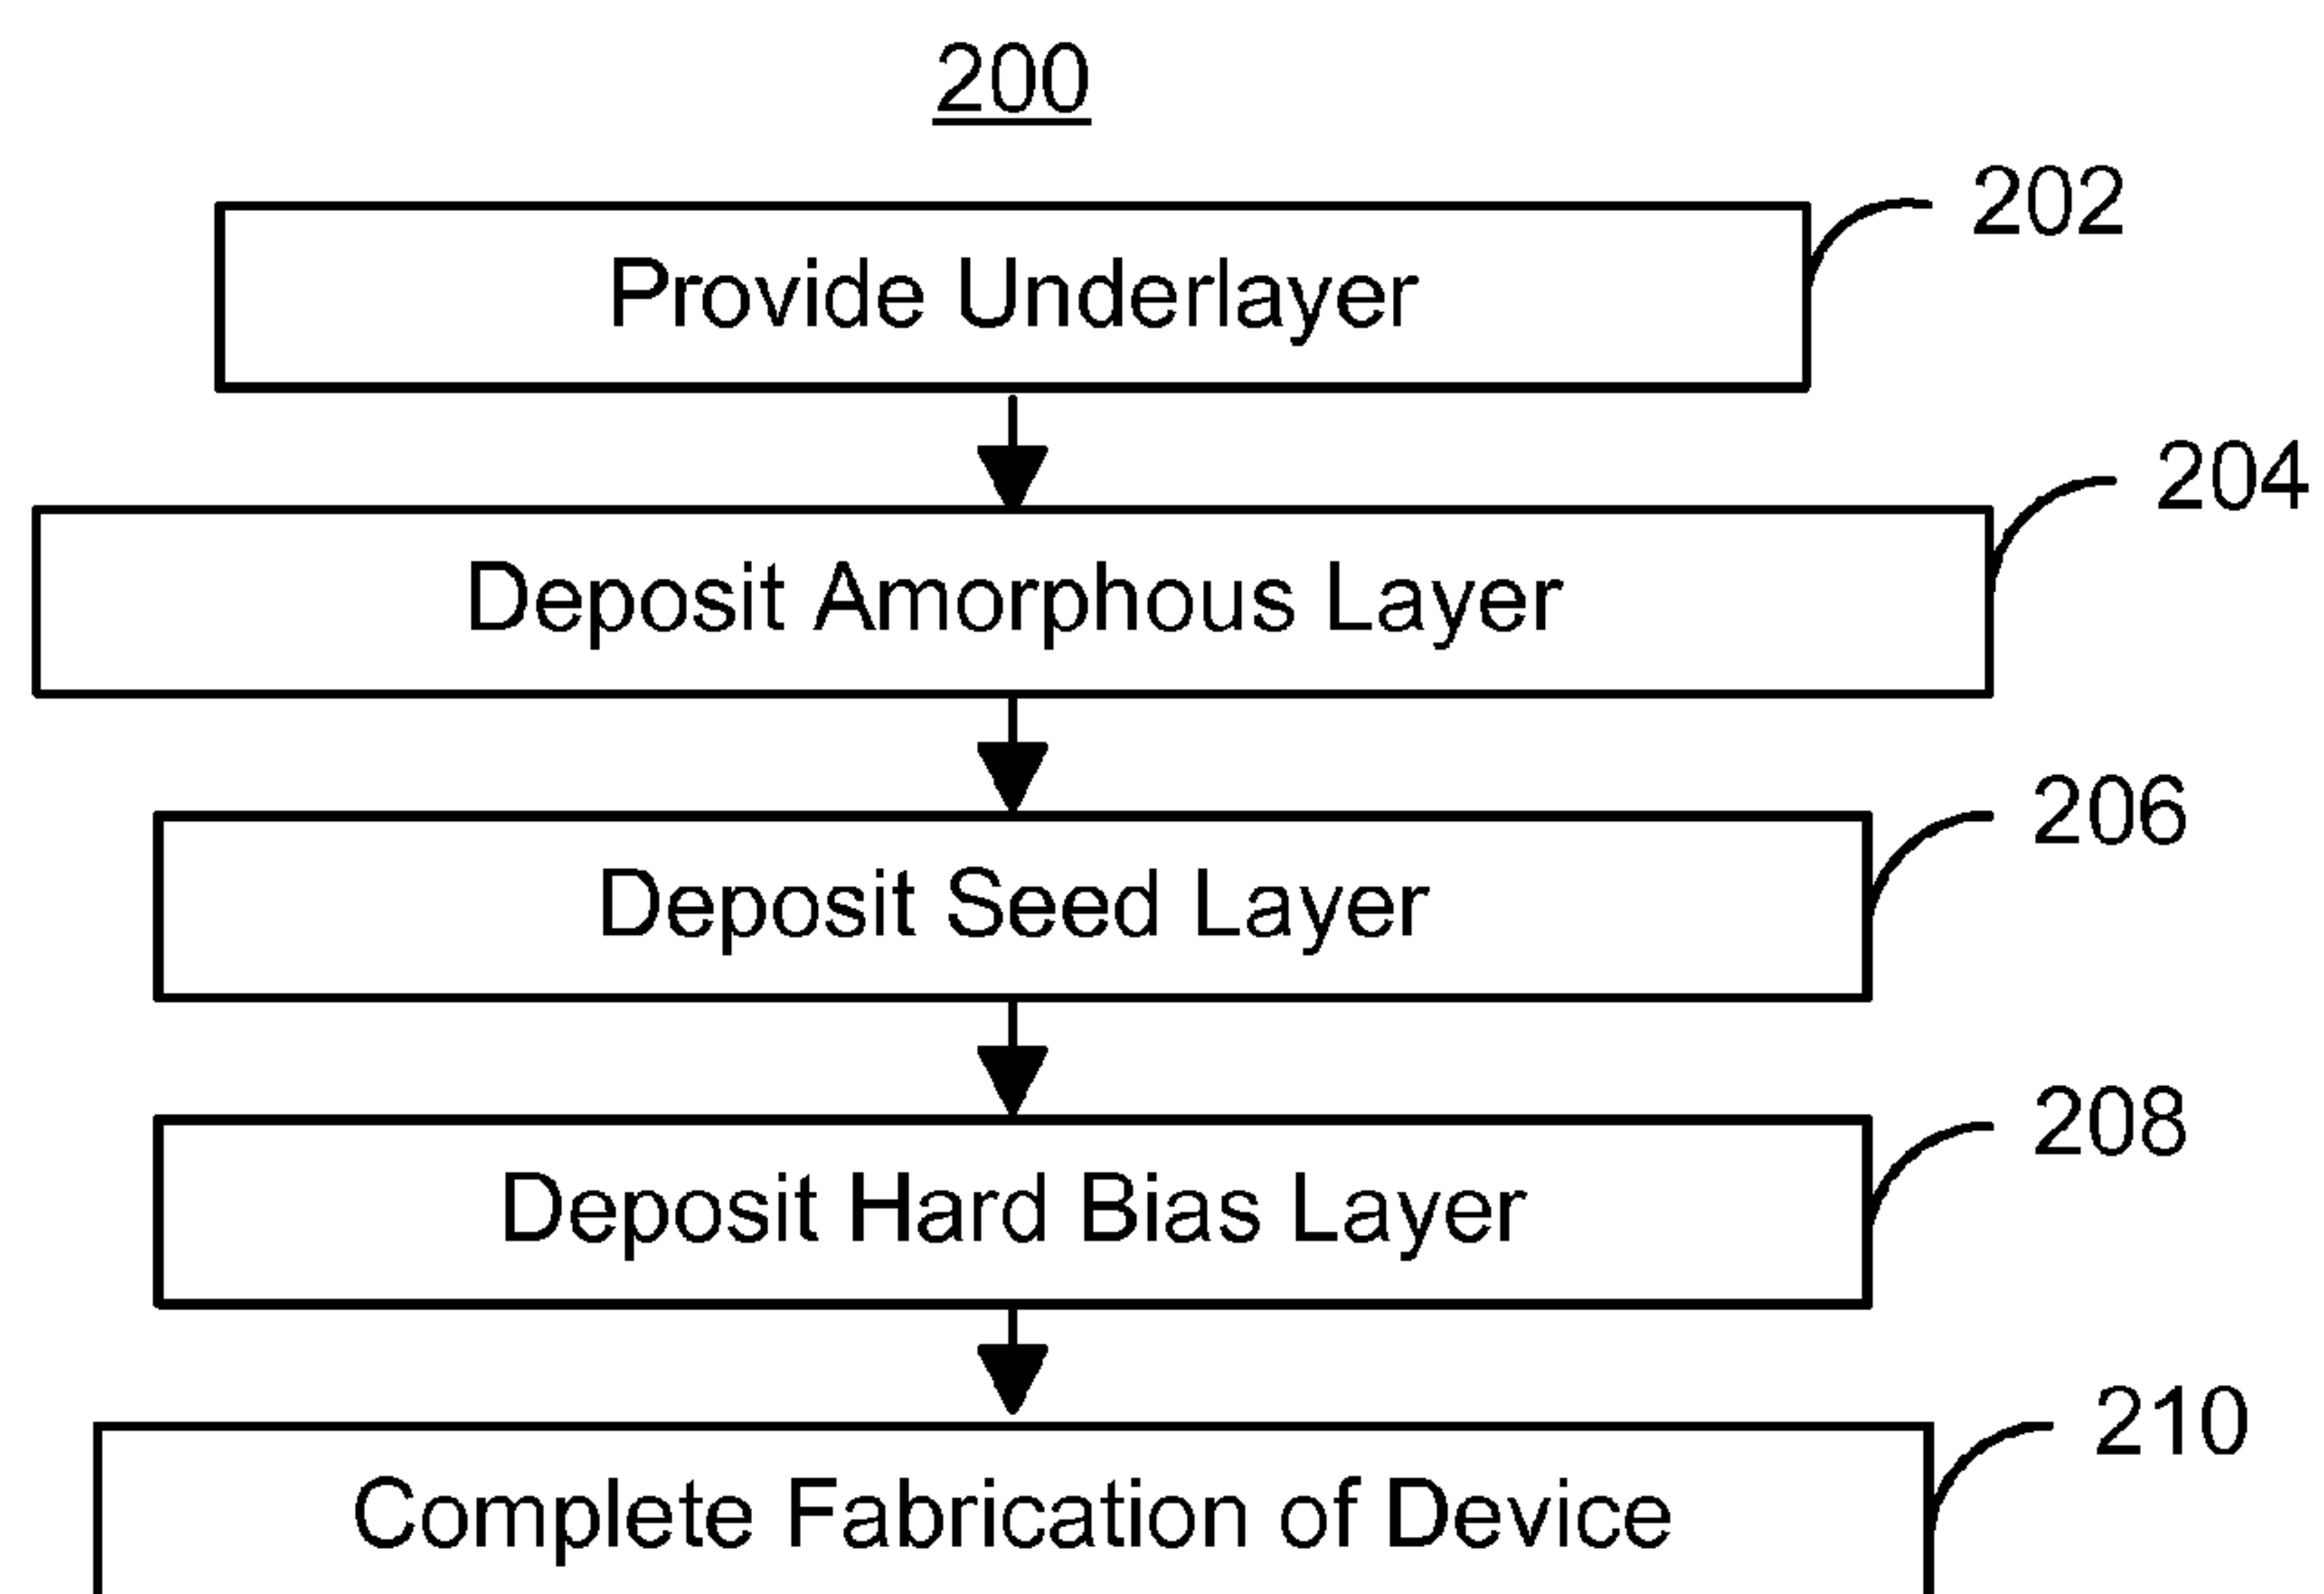 200
202
Provide Underlayer
204
Deposit Amorphous Layer
206
Deposit Seed Layer
208
Deposit Hard Bias Layer
210
Complete Fabrication of Device